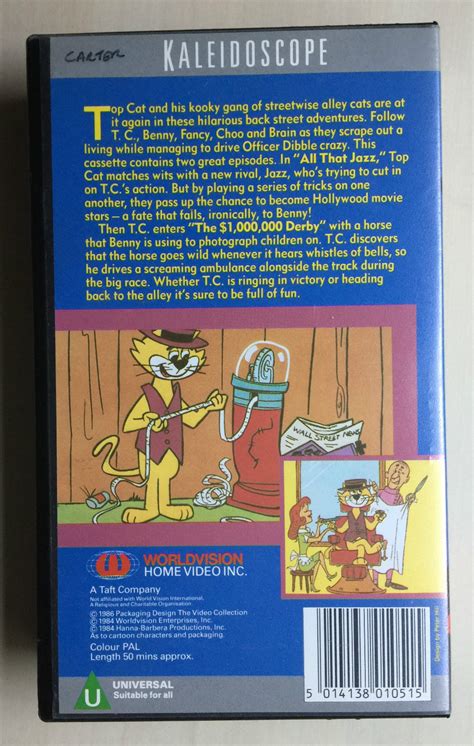 CARTER
KALEIDOSCOPE
Top Cat and his kooky gang of streetwise alley cats are at
it again in these hilarious back street adventures. Follow
T. C., Benny, Fancy, Choo and Brain as they scrape out a
living while managing to drive Officer Dibble crazy. This
cassette contains two great episodes. In "All That Jazz," Top
Cat matches wits with a new rival, Jazz, who's trying to cut in
on T.C.'s action. But by playing a series of tricks on one
another, they pass up the chance to become Hollywood movie
stars – a fate that falls, ironically, to Benny!
Then T.C. enters "The $1,000,000 Derby" with a horse
that Benny is using to photograph children on. T.C. discovers
that the horse goes wild whenever it hears whistles of bells, so
he drives a screaming ambulance alongside the track during
the big race. Whether T.C. is ringing in victory or heading
back to the alley it's sure to be full of fun.
WALL STREET NEWS
WORLDVISION
HOME VIDEO INC.
A Taft Company
Not affiliated with World Vision International,
A Religious and Charitable Organisation.
© 1986 Packaging Design The Video Collection
© 1984 Worldvision Enterprises, Inc.
© 1984 Hanna-Barbera Productions, Inc.
As to cartoon characters and packaging.
Colour PAL
Length 50 mins approx.
U
UNIVERSAL
Suitable for all
5 014138 010515
Design by Peter Hill